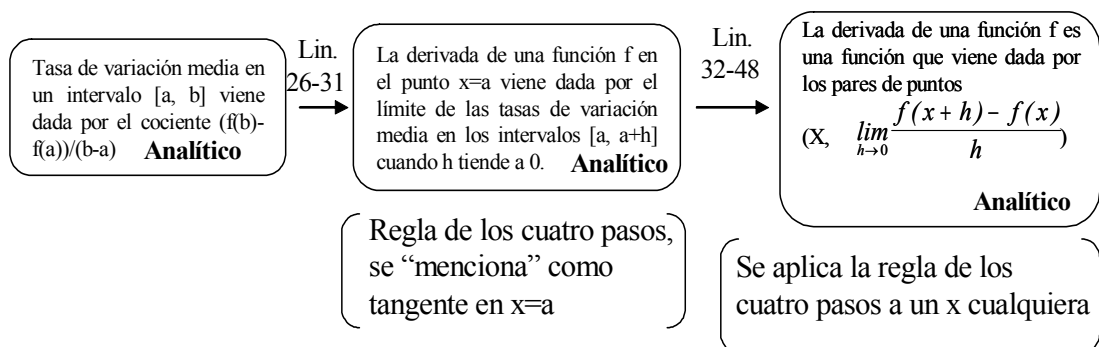 Tasa de variación media en
un intervalo [a, b] viene
dada por el cociente (f(b)-
f(a))/(b-a) Analítico
Lin.
26-31
La derivada de una función f en
el punto x=a viene dada por el
límite de las tasas de variación
media en los intervalos [a, a+h]
cuando h tiende a 0. Analítico
Regla de los cuatro pasos,
se “menciona” como
tangente en x=a
Lin.
32-48
La derivada de una función f es
una función que viene dada por
los pares de puntos
(X, lim h→0 f(x+h)−f(x) / h )
Analítico
Se aplica la regla de los
cuatro pasos a un x cualquiera